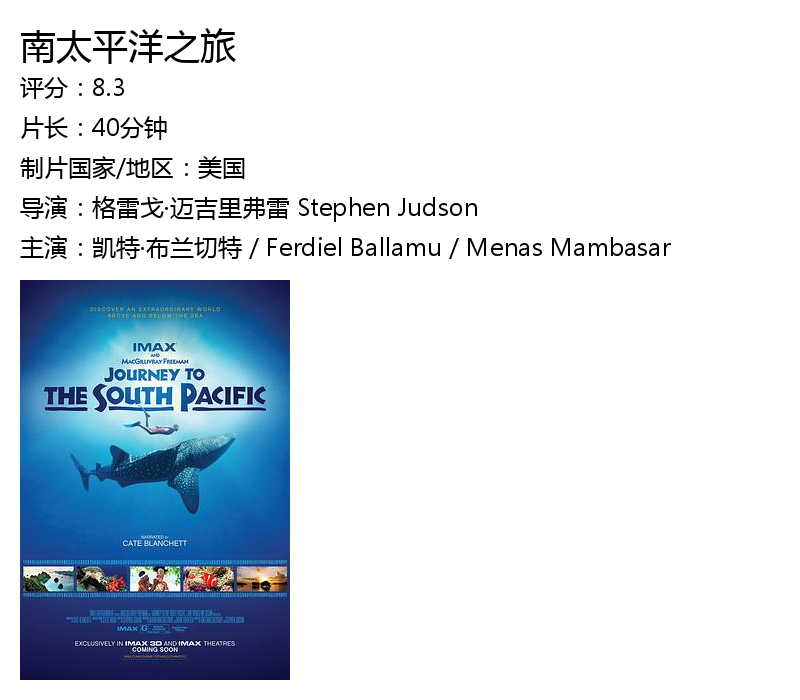 南太平洋之旅
评分：8.3
片长：40分钟
制片国家/地区：美国
导演：格雷戈·迈吉里弗雷 Stephen Judson
主演：凯特·布兰切特 / Ferdiel Ballamu / Menas Mambasar
DISCOVER AN EXTRAORDINARY WORLD
ABOVE AND BELOW THE SEA
IMAX
AND
MACGILLIVRAY FREEMAN
JOURNEY TO
THE SOUTH PACIFIC
NARRATED BY
CATE BLANCHETT
IMAX G
EXCLUSIVELY IN IMAX 3D AND IMAX THEATRES
COMING SOON